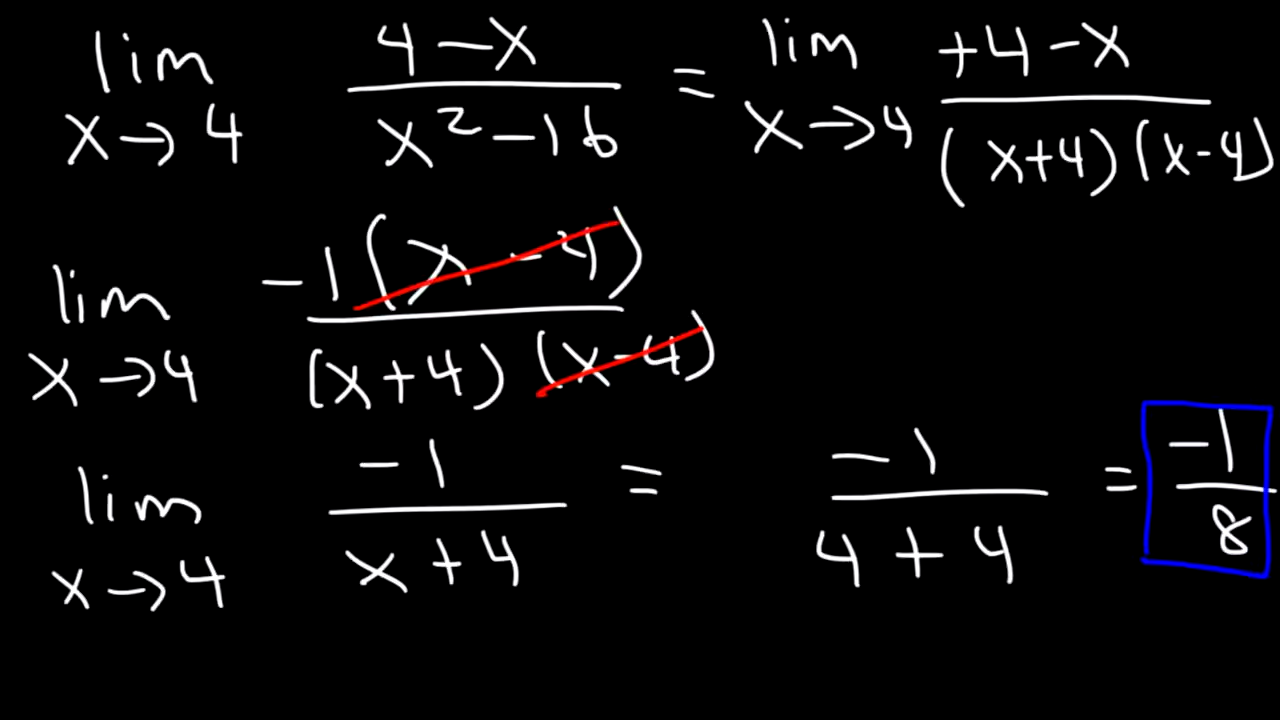 lim x→4 4-x/x²-16 = lim x→4 +4-x/(x+4)(x-4)
lim x→4 -1(x-4)/(x+4)(x-4)
lim x→4 -1/x+4 = -1/4+4 = -1/8